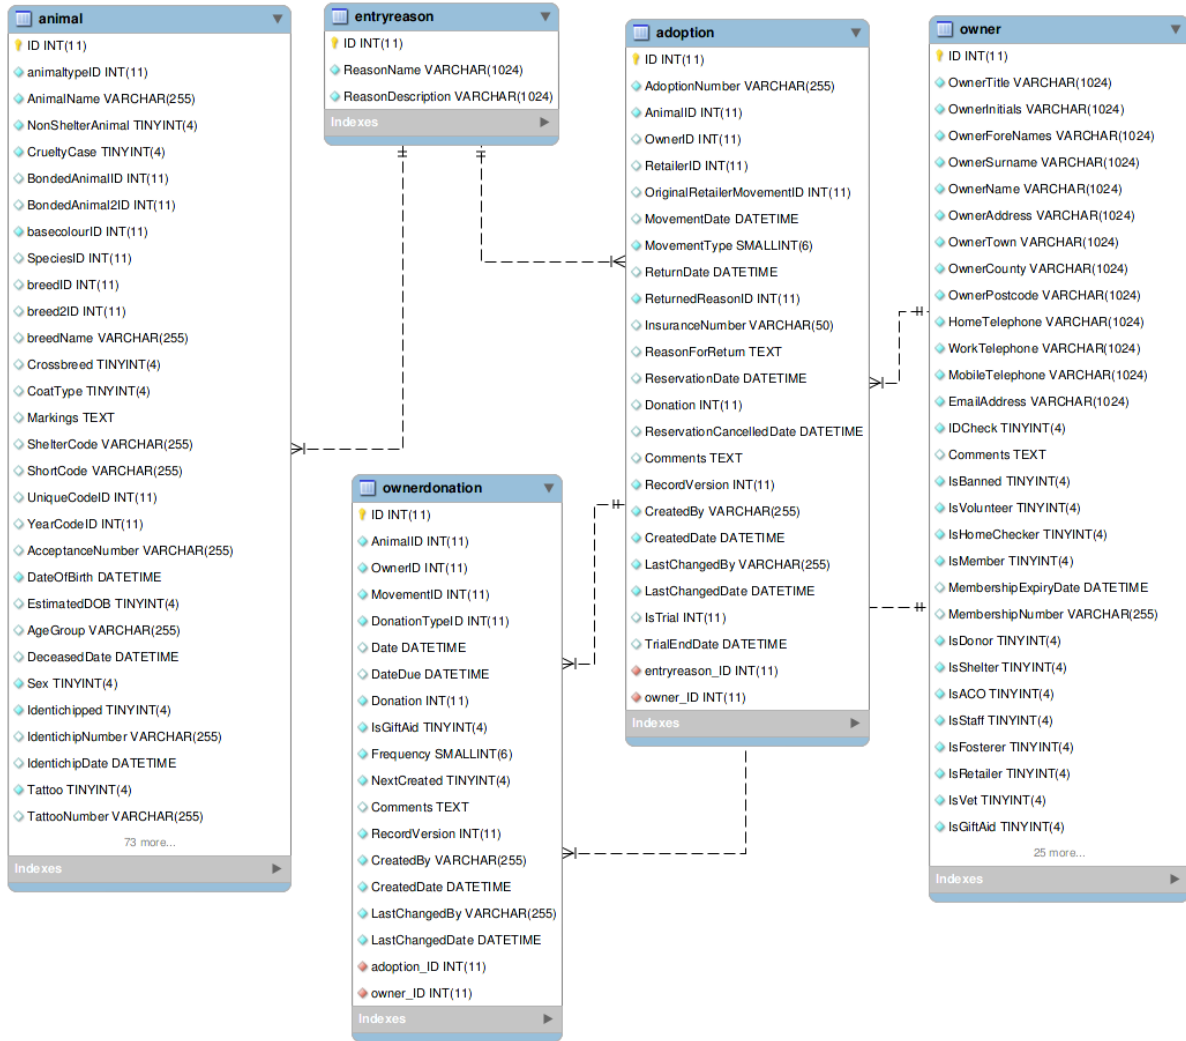 animal
ID INT(11)
animaltypeID INT(11)
AnimalName VARCHAR(255)
NonShelterAnimal TINYINT(4)
CrueltyCase TINYINT(4)
BondedAnimalID INT(11)
BondedAnimal2ID INT(11)
basecolourID INT(11)
SpeciesID INT(11)
breedID INT(11)
breed2ID INT(11)
breedName VARCHAR(255)
Crossbreed TINYINT(4)
CoatType TINYINT(4)
Markings TEXT
ShelterCode VARCHAR(255)
ShortCode VARCHAR(255)
UniqueCodeID INT(11)
YearCodeID INT(11)
AcceptanceNumber VARCHAR(255)
DateOfBirth DATETIME
EstimatedDOB TINYINT(4)
AgeGroup VARCHAR(255)
DeceasedDate DATETIME
Sex TINYINT(4)
Identichipped TINYINT(4)
IdentichipNumber VARCHAR(255)
IdentichipDate DATETIME
Tattoo TINYINT(4)
TattooNumber VARCHAR(255)
73 more...
Indexes
entryreason
ID INT(11)
ReasonName VARCHAR(1024)
ReasonDescription VARCHAR(1024)
Indexes
ownerdonation
ID INT(11)
AnimalID INT(11)
OwnerID INT(11)
MovementID INT(11)
DonationTypeID INT(11)
Date DATETIME
DateDue DATETIME
Donation INT(11)
IsGiftAid TINYINT(4)
Frequency SMALLINT(6)
NextCreated TINYINT(4)
Comments TEXT
RecordVersion INT(11)
CreatedBy VARCHAR(255)
CreatedDate DATETIME
LastChangedBy VARCHAR(255)
LastChangedDate DATETIME
adoption_ID INT(11)
owner_ID INT(11)
Indexes
adoption
ID INT(11)
AdoptionNumber VARCHAR(255)
AnimalID INT(11)
OwnerID INT(11)
RetailerID INT(11)
OriginalRetailerMovementID INT(11)
MovementDate DATETIME
MovementType SMALLINT(6)
ReturnDate DATETIME
ReturnedReasonID INT(11)
InsuranceNumber VARCHAR(50)
ReasonForReturn TEXT
ReservationDate DATETIME
Donation INT(11)
ReservationCancelledDate DATETIME
Comments TEXT
RecordVersion INT(11)
CreatedBy VARCHAR(255)
CreatedDate DATETIME
LastChangedBy VARCHAR(255)
LastChangedDate DATETIME
IsTrial INT(11)
TrialEndDate DATETIME
entryreason_ID INT(11)
owner_ID INT(11)
Indexes
owner
ID INT(11)
OwnerTitle VARCHAR(1024)
OwnerInitials VARCHAR(1024)
OwnerForeNames VARCHAR(1024)
OwnerSurname VARCHAR(1024)
OwnerName VARCHAR(1024)
OwnerAddress VARCHAR(1024)
OwnerTown VARCHAR(1024)
OwnerCounty VARCHAR(1024)
OwnerPostcode VARCHAR(1024)
HomeTelephone VARCHAR(1024)
WorkTelephone VARCHAR(1024)
MobileTelephone VARCHAR(1024)
EmailAddress VARCHAR(1024)
IDCheck TINYINT(4)
Comments TEXT
IsBanned TINYINT(4)
IsVolunteer TINYINT(4)
IsHomeChecker TINYINT(4)
IsMember TINYINT(4)
MembershipExpiryDate DATETIME
MembershipNumber VARCHAR(255)
IsDonor TINYINT(4)
IsShelter TINYINT(4)
IsACO TINYINT(4)
IsStaff TINYINT(4)
IsFosterer TINYINT(4)
IsRetailer TINYINT(4)
IsVet TINYINT(4)
IsGiftAid TINYINT(4)
25 more...
Indexes